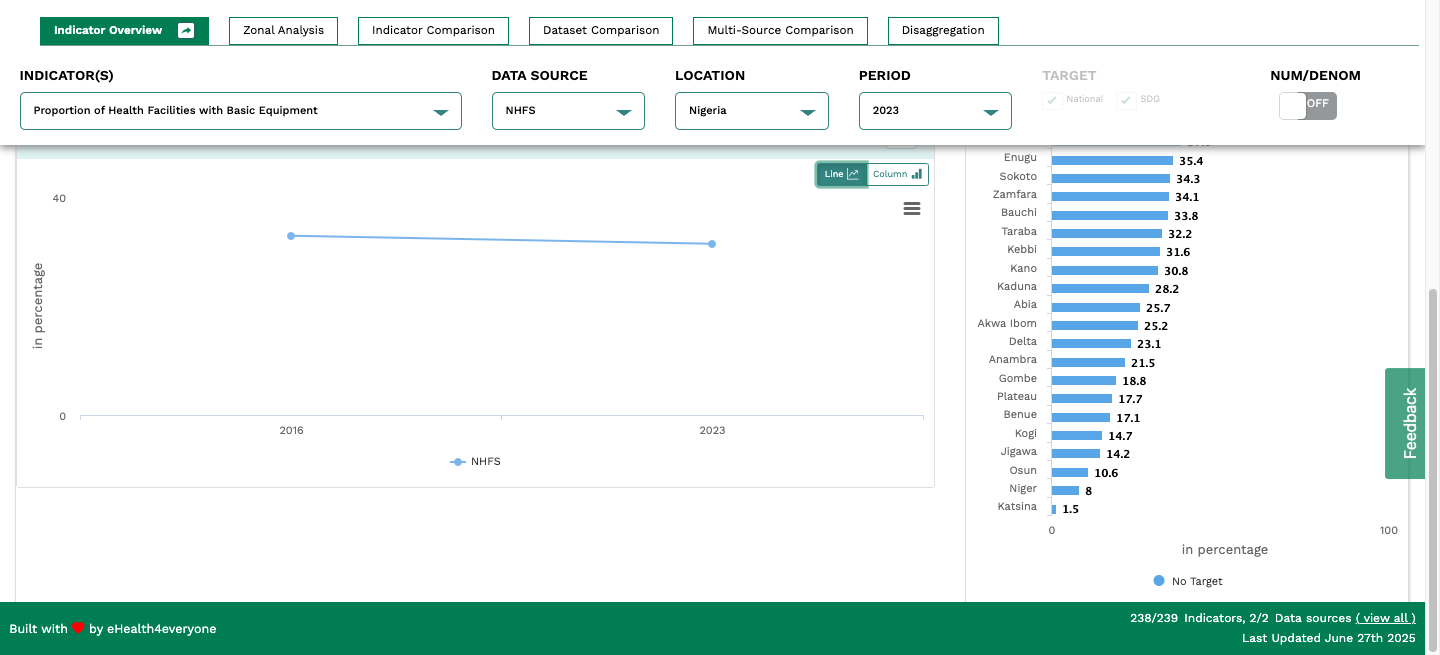 Indicator Overview
Zonal Analysis
Indicator Comparison
Dataset Comparison
Multi-Source Comparison
Disaggregation
INDICATOR(S)
DATA SOURCE
LOCATION
PERIOD
TARGET
NUM/DENOM
Proportion of Health Facilities with Basic Equipment
NHFS
Nigeria
2023
National
SDG
OFF
Line
Column
40
in percentage
0
2016
2023
NHFS
Enugu 35.4
Sokoto 34.3
Zamfara 34.1
Bauchi 33.8
Taraba 32.2
Kebbi 31.6
Kano 30.8
Kaduna 28.2
Abia 25.7
Akwa Ibom 25.2
Delta 23.1
Anambra 21.5
Gombe 18.8
Plateau 17.7
Benue 17.1
Kogi 14.7
Jigawa 14.2
Osun 10.6
Niger 8
Katsina 1.5
0 100
in percentage
No Target
Feedback
Built with ❤ by eHealth4everyone
238/239 Indicators, 2/2 Data sources ( view all )
Last Updated June 27th 2025